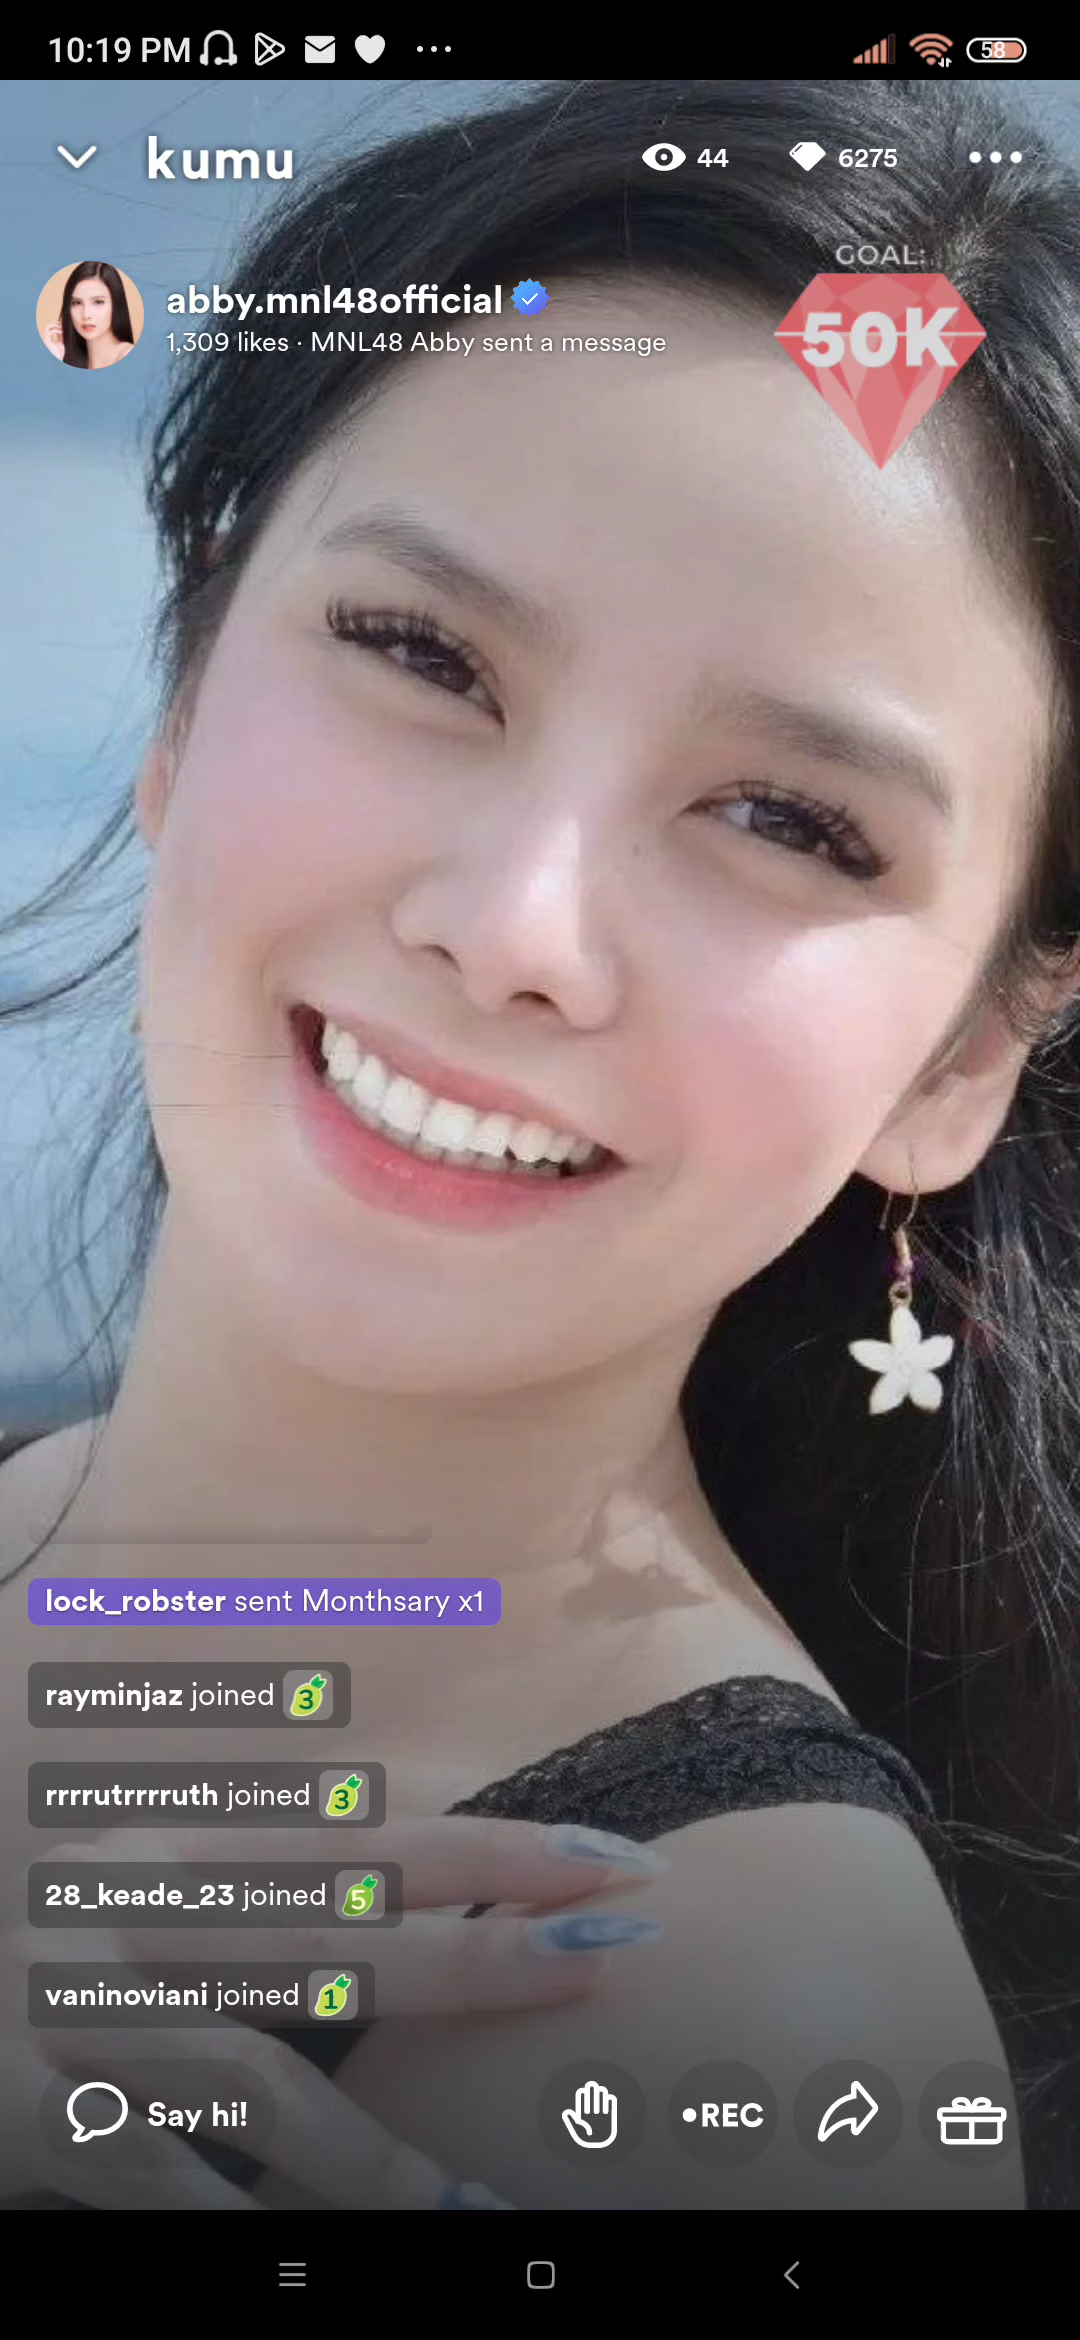 10:19 PM
58
kumu
44
6275
GOAL:
50K
abby.mnl48official
1,309 likes · MNL48 Abby sent a message
lock_robster sent Monthsary x1
rayminjaz joined 3
rrrrutrrrrruth joined 3
28_keade_23 joined 5
vaninoviani joined 1
Say hi!
•REC